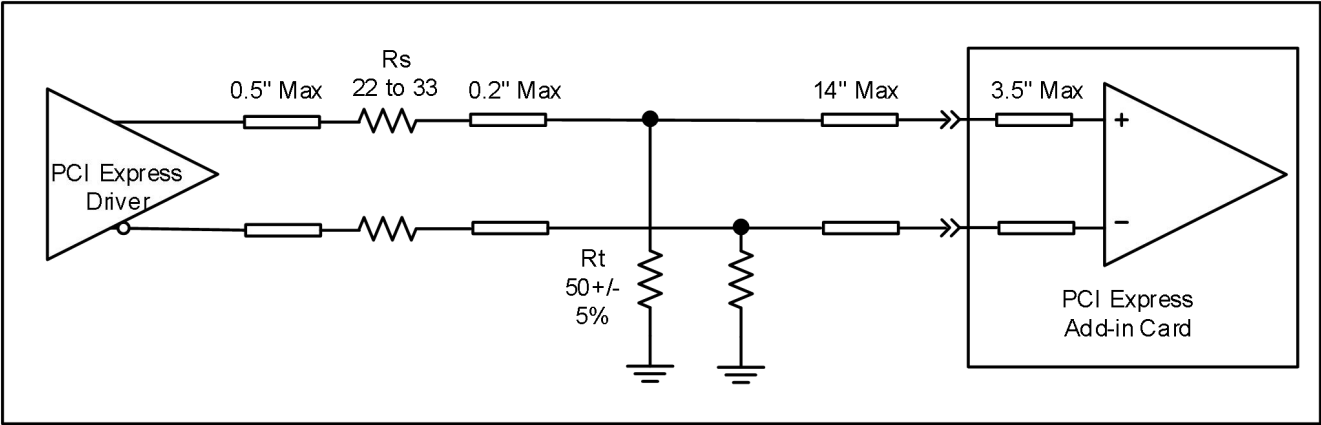 Rs
22 to 33
0.5" Max
0.2" Max
14" Max
3.5" Max
PCI Express
Driver
+
−
Rt
50+/-
5%
PCI Express
Add-in Card